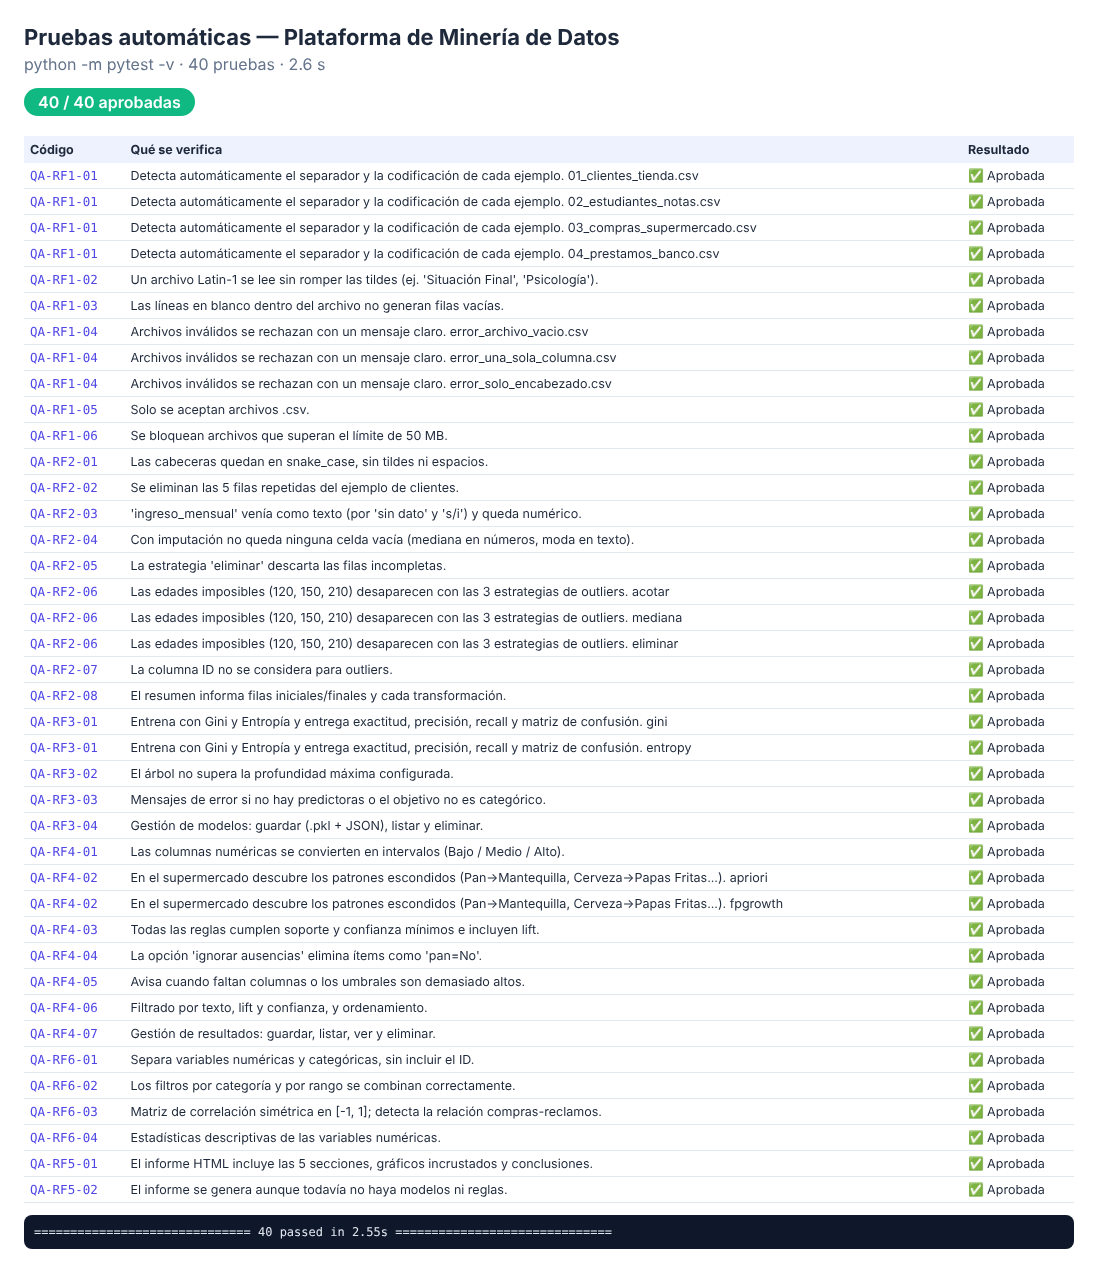 Pruebas automáticas — Plataforma de Minería de Datos
python -m pytest -v · 40 pruebas · 2.6 s
40 / 40 aprobadas
Código Qué se verifica Resultado
QA-RF1-01 Detecta automáticamente el separador y la codificación de cada ejemplo. 01_clientes_tienda.csv ✅ Aprobada
QA-RF1-01 Detecta automáticamente el separador y la codificación de cada ejemplo. 02_estudiantes_notas.csv ✅ Aprobada
QA-RF1-01 Detecta automáticamente el separador y la codificación de cada ejemplo. 03_compras_supermercado.csv ✅ Aprobada
QA-RF1-01 Detecta automáticamente el separador y la codificación de cada ejemplo. 04_prestamos_banco.csv ✅ Aprobada
QA-RF1-02 Un archivo Latin-1 se lee sin romper las tildes (ej. 'Situación Final', 'Psicología'). ✅ Aprobada
QA-RF1-03 Las líneas en blanco dentro del archivo no generan filas vacías. ✅ Aprobada
QA-RF1-04 Archivos inválidos se rechazan con un mensaje claro. error_archivo_vacio.csv ✅ Aprobada
QA-RF1-04 Archivos inválidos se rechazan con un mensaje claro. error_una_sola_columna.csv ✅ Aprobada
QA-RF1-04 Archivos inválidos se rechazan con un mensaje claro. error_solo_encabezado.csv ✅ Aprobada
QA-RF1-05 Solo se aceptan archivos .csv. ✅ Aprobada
QA-RF1-06 Se bloquean archivos que superan el límite de 50 MB. ✅ Aprobada
QA-RF2-01 Las cabeceras quedan en snake_case, sin tildes ni espacios. ✅ Aprobada
QA-RF2-02 Se eliminan las 5 filas repetidas del ejemplo de clientes. ✅ Aprobada
QA-RF2-03 'ingreso_mensual' venía como texto (por 'sin dato' y 's/i') y queda numérico. ✅ Aprobada
QA-RF2-04 Con imputación no queda ninguna celda vacía (mediana en números, moda en texto). ✅ Aprobada
QA-RF2-05 La estrategia 'eliminar' descarta las filas incompletas. ✅ Aprobada
QA-RF2-06 Las edades imposibles (120, 150, 210) desaparecen con las 3 estrategias de outliers. acotar ✅ Aprobada
QA-RF2-06 Las edades imposibles (120, 150, 210) desaparecen con las 3 estrategias de outliers. mediana ✅ Aprobada
QA-RF2-06 Las edades imposibles (120, 150, 210) desaparecen con las 3 estrategias de outliers. eliminar ✅ Aprobada
QA-RF2-07 La columna ID no se considera para outliers. ✅ Aprobada
QA-RF2-08 El resumen informa filas iniciales/finales y cada transformación. ✅ Aprobada
QA-RF3-01 Entrena con Gini y Entropía y entrega exactitud, precisión, recall y matriz de confusión. gini ✅ Aprobada
QA-RF3-01 Entrena con Gini y Entropía y entrega exactitud, precisión, recall y matriz de confusión. entropy ✅ Aprobada
QA-RF3-02 El árbol no supera la profundidad máxima configurada. ✅ Aprobada
QA-RF3-03 Mensajes de error si no hay predictoras o el objetivo no es categórico. ✅ Aprobada
QA-RF3-04 Gestión de modelos: guardar (.pkl + JSON), listar y eliminar. ✅ Aprobada
QA-RF4-01 Las columnas numéricas se convierten en intervalos (Bajo / Medio / Alto). ✅ Aprobada
QA-RF4-02 En el supermercado descubre los patrones escondidos (Pan→Mantequilla, Cerveza→Papas Fritas…). apriori ✅ Aprobada
QA-RF4-02 En el supermercado descubre los patrones escondidos (Pan→Mantequilla, Cerveza→Papas Fritas…). fpgrowth ✅ Aprobada
QA-RF4-03 Todas las reglas cumplen soporte y confianza mínimos e incluyen lift. ✅ Aprobada
QA-RF4-04 La opción 'ignorar ausencias' elimina ítems como 'pan=No'. ✅ Aprobada
QA-RF4-05 Avisa cuando faltan columnas o los umbrales son demasiado altos. ✅ Aprobada
QA-RF4-06 Filtrado por texto, lift y confianza, y ordenamiento. ✅ Aprobada
QA-RF4-07 Gestión de resultados: guardar, listar, ver y eliminar. ✅ Aprobada
QA-RF6-01 Separa variables numéricas y categóricas, sin incluir el ID. ✅ Aprobada
QA-RF6-02 Los filtros por categoría y por rango se combinan correctamente. ✅ Aprobada
QA-RF6-03 Matriz de correlación simétrica en [-1, 1]; detecta la relación compras-reclamos. ✅ Aprobada
QA-RF6-04 Estadísticas descriptivas de las variables numéricas. ✅ Aprobada
QA-RF5-01 El informe HTML incluye las 5 secciones, gráficos incrustados y conclusiones. ✅ Aprobada
QA-RF5-02 El informe se genera aunque todavía no haya modelos ni reglas. ✅ Aprobada
============================== 40 passed in 2.55s ==============================